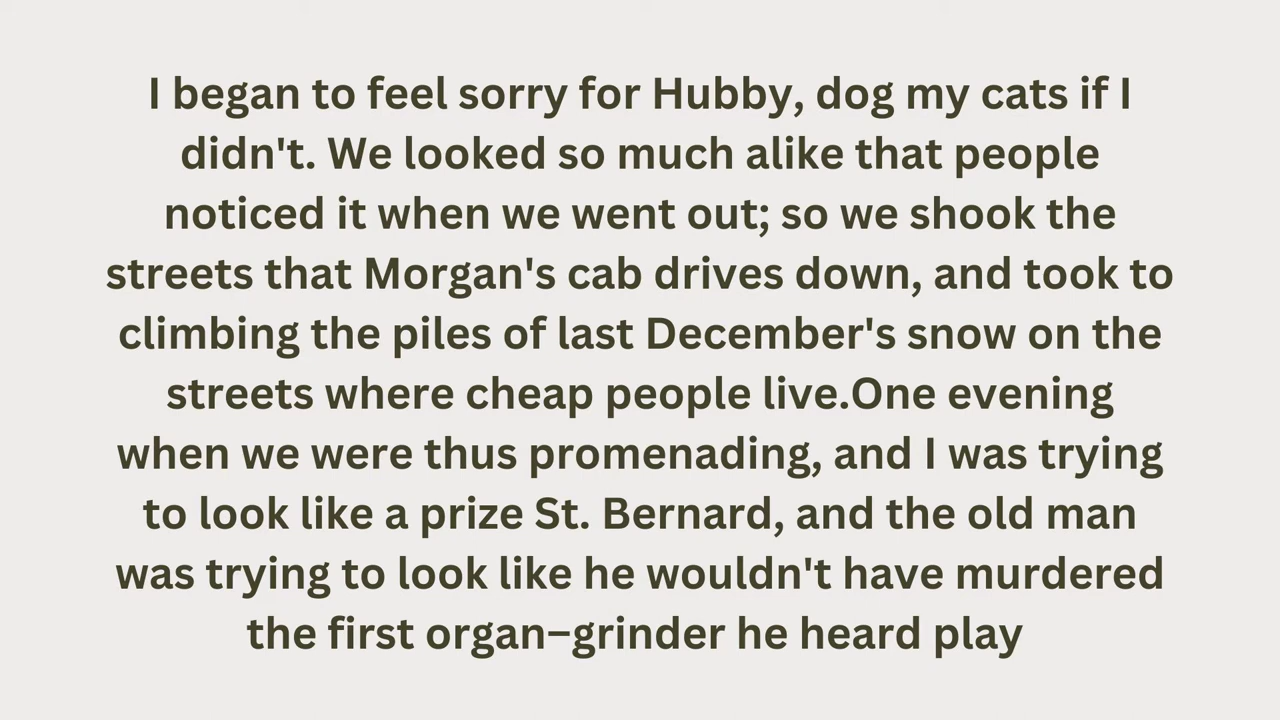 I began to feel sorry for Hubby, dog my cats if I
didn't. We looked so much alike that people
noticed it when we went out; so we shook the
streets that Morgan's cab drives down, and took to
climbing the piles of last December's snow on the
streets where cheap people live.One evening
when we were thus promenading, and I was trying
to look like a prize St. Bernard, and the old man
was trying to look like he wouldn't have murdered
the first organ–grinder he heard play